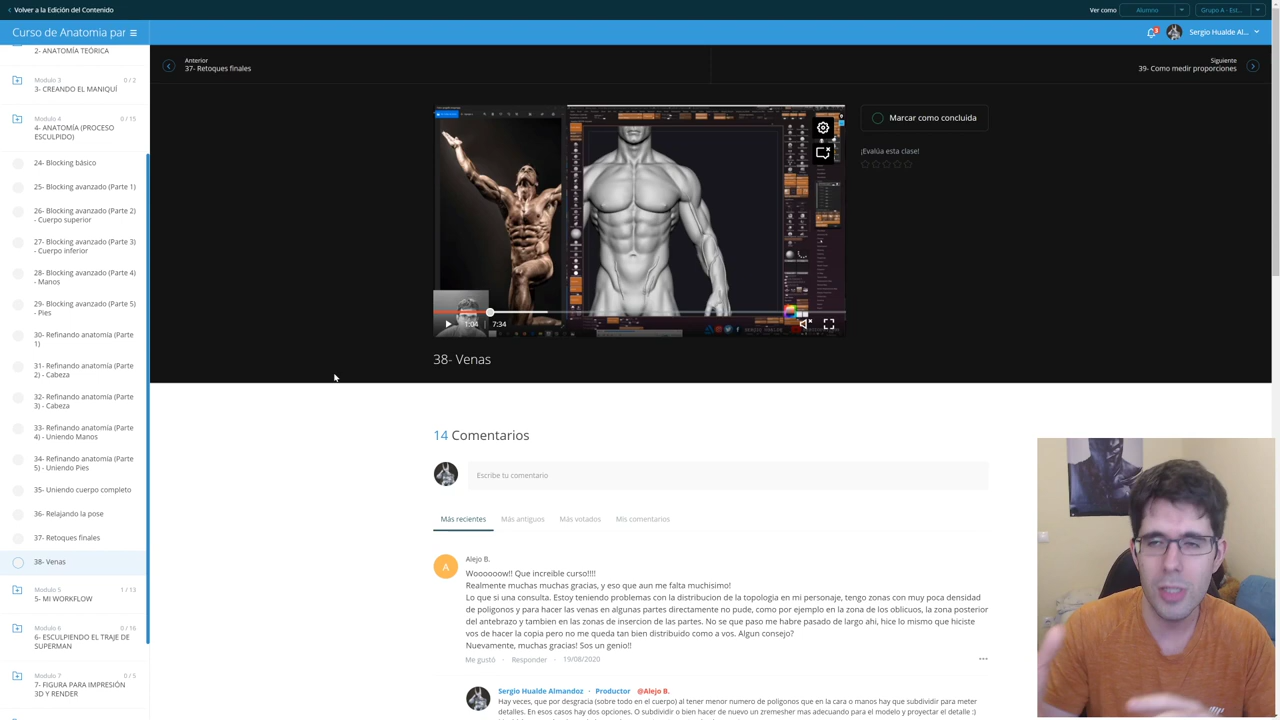 Volver a la Edición del Contenido
Ver como
Alumno
Grupo A - Est...
Curso de Anatomia par
3
Sergio Hualde Al...
2- ANATOMÍA TEÓRICA
Modulo 3
0 / 2
3- CREANDO EL MANIQUÍ
Modulo 4
0 / 15
4- ANATOMÍA (PROCESO
ESCULPIDO)
24- Blocking básico
25- Blocking avanzado (Parte 1)
26- Blocking avanzado (Parte 2)
- Cuerpo superior
27- Blocking avanzado (Parte 3)
- Cuerpo inferior
28- Blocking avanzado (Parte 4)
- Manos
29- Blocking avanzado (Parte 5)
- Pies
30- Refinando anatomía (Parte
1)
31- Refinando anatomía (Parte
2) - Cabeza
32- Refinando anatomía (Parte
3) - Cabeza
33- Refinando anatomía (Parte
4) - Uniendo Manos
34- Refinando anatomía (Parte
5) - Uniendo Pies
35- Uniendo cuerpo completo
36- Relajando la pose
37- Retoques finales
38- Venas
Modulo 5
1 / 13
5- MI WORKFLOW
Modulo 6
0 / 16
6- ESCULPIENDO EL TRAJE DE
SUPERMAN
Modulo 7
0 / 5
7- FIGURA PARA IMPRESIÓN
3D Y RENDER
Anterior
37- Retoques finales
Siguiente
39- Como medir proporciones
1:04
7:34
Marcar como concluida
¡Evalúa esta clase!
38- Venas
14 Comentarios
Escribe tu comentario
Más recientes
Más antiguos
Más votados
Mis comentarios
A
Alejo B.
Woooooow!! Que increible curso!!!!
Realmente muchas muchas gracias, y eso que aun me falta muchisimo!
Lo que si una consulta. Estoy teniendo problemas con la distribucion de la topologia en mi personaje, tengo zonas con muy poca densidad
de poligonos y para hacer las venas en algunas partes directamente no pude, como por ejemplo en la zona de los oblicuos, la zona posterior
del antebrazo y tambien en las zonas de insercion de las partes. No se que paso me habre pasado de largo ahi, hice lo mismo que hiciste
vos de hacer la copia pero no me queda tan bien distribuido como a vos. Algun consejo?
Nuevamente, muchas gracias! Sos un genio!!
Me gustó
Responder
19/08/2020
Sergio Hualde Almandoz
Productor
@Alejo B.
Hay veces, que por desgracia (sobre todo en el cuerpo) al tener menor numero de poligonos que en la cara o manos hay que subdividir para meter
detalles. En esos casos hay dos opciones. O subdividir o bien hacer de nuevo un zremesher mas adecuando para el modelo y proyectar el detalle :)